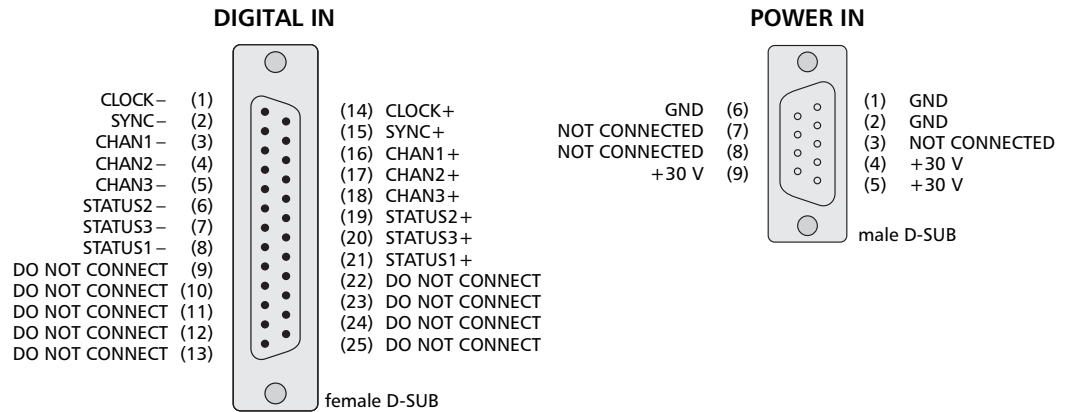 DIGITAL IN
CLOCK– (1)
SYNC– (2)
CHAN1– (3)
CHAN2– (4)
CHAN3– (5)
STATUS2– (6)
STATUS3– (7)
STATUS1– (8)
DO NOT CONNECT (9)
DO NOT CONNECT (10)
DO NOT CONNECT (11)
DO NOT CONNECT (12)
DO NOT CONNECT (13)
(14) CLOCK+
(15) SYNC+
(16) CHAN1+
(17) CHAN2+
(18) CHAN3+
(19) STATUS2+
(20) STATUS3+
(21) STATUS1+
(22) DO NOT CONNECT
(23) DO NOT CONNECT
(24) DO NOT CONNECT
(25) DO NOT CONNECT
female D-SUB
POWER IN
GND (6)
NOT CONNECTED (7)
NOT CONNECTED (8)
+30 V (9)
(1) GND
(2) GND
(3) NOT CONNECTED
(4) +30 V
(5) +30 V
male D-SUB